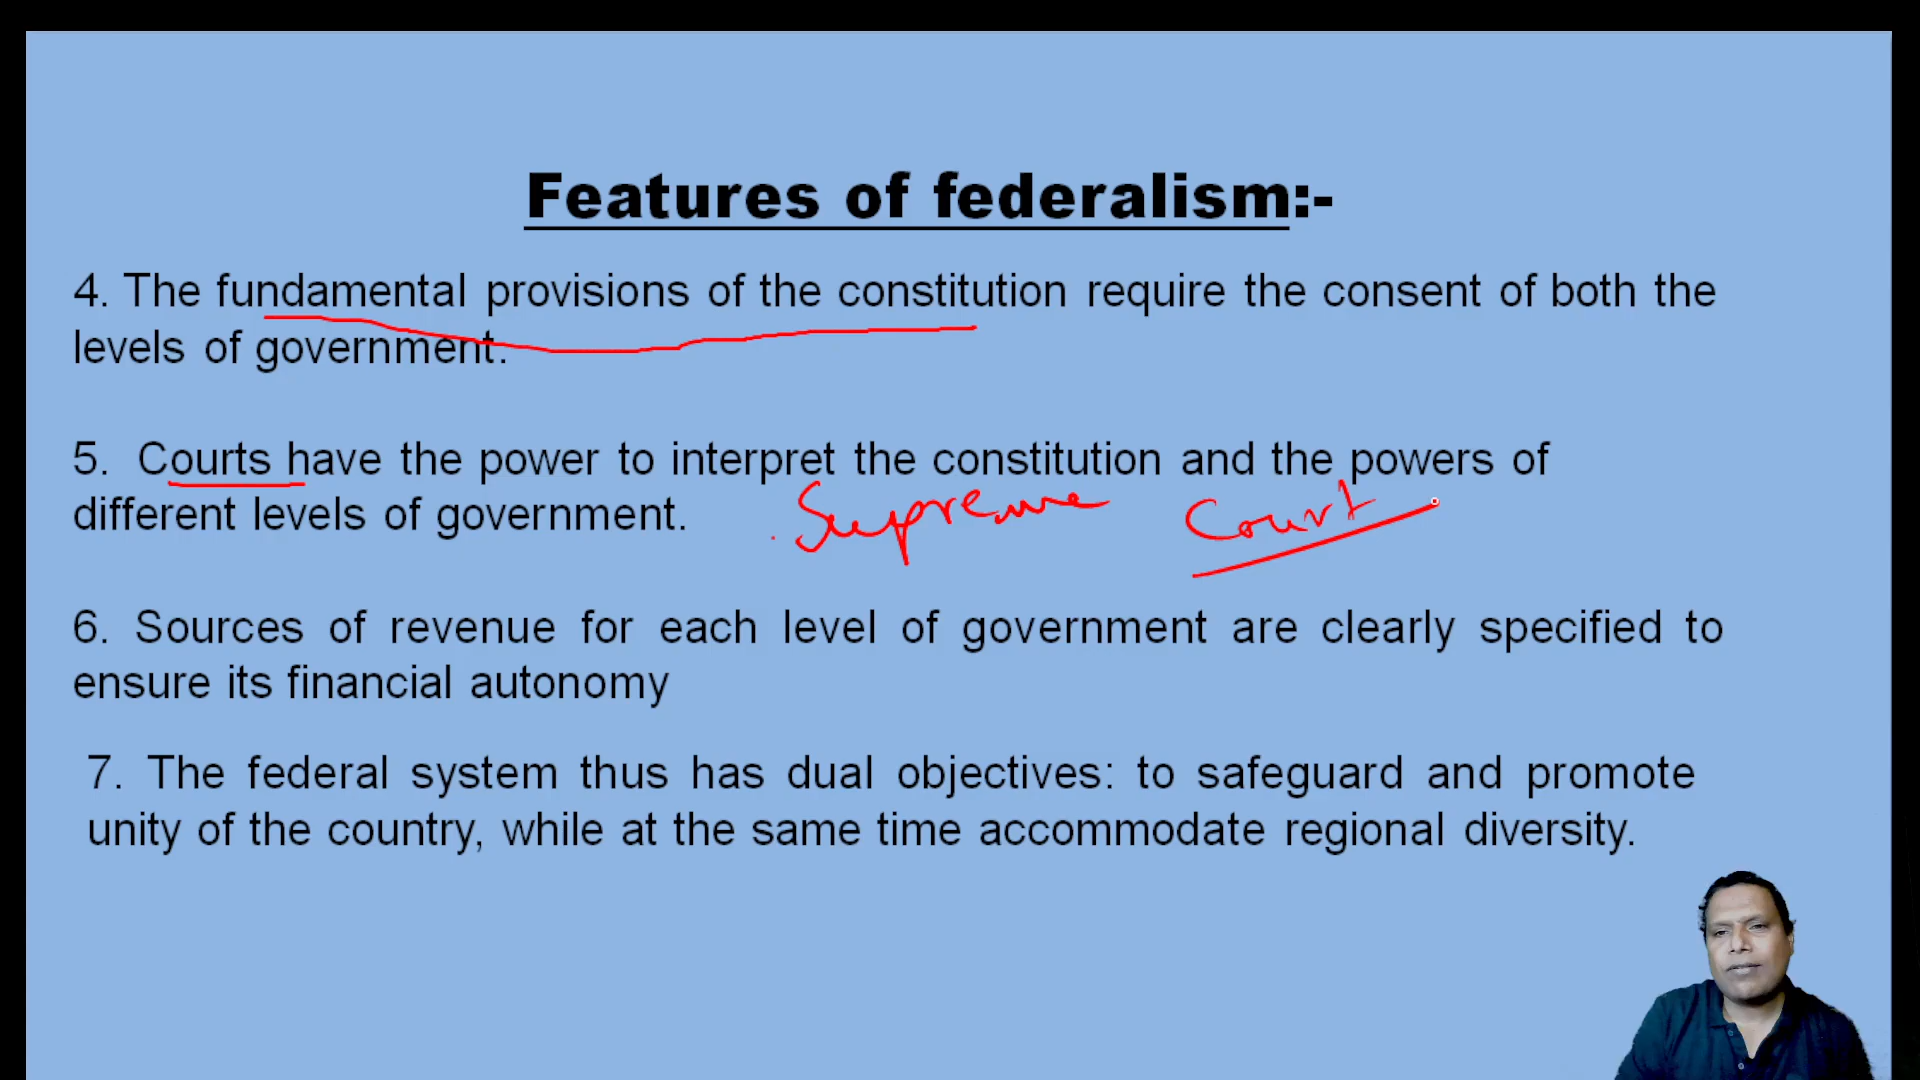 Features of federalism:-
4. The fundamental provisions of the constitution require the consent of both the
levels of government.
5. Courts have the power to interpret the constitution and the powers of
different levels of government.
Supreme Court
6. Sources of revenue for each level of government are clearly specified to
ensure its financial autonomy
7. The federal system thus has dual objectives: to safeguard and promote
unity of the country, while at the same time accommodate regional diversity.